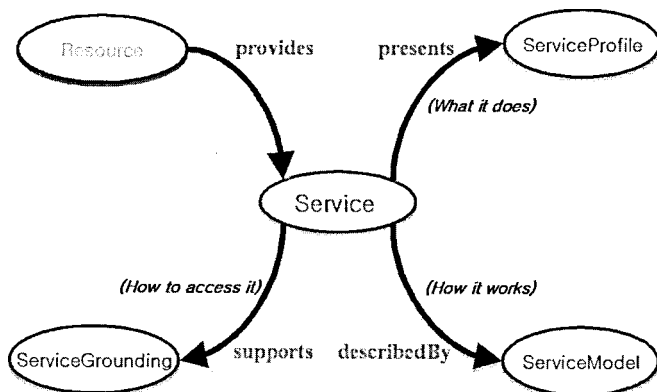 Resource
provides
presents
ServiceProfile
(What it does)
Service
(How to access it)
(How it works)
ServiceGrounding
supports
describedBy
ServiceModel